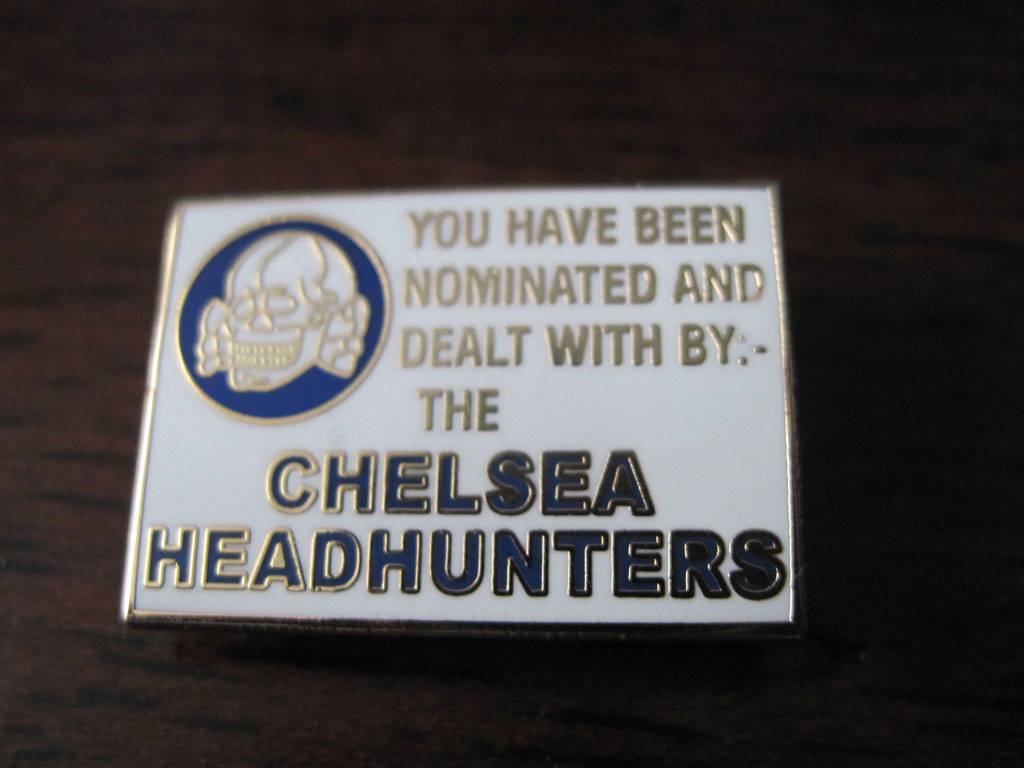 YOU HAVE BEEN
NOMINATED AND
DEALT WITH BY:-
THE
CHELSEA
HEADHUNTERS